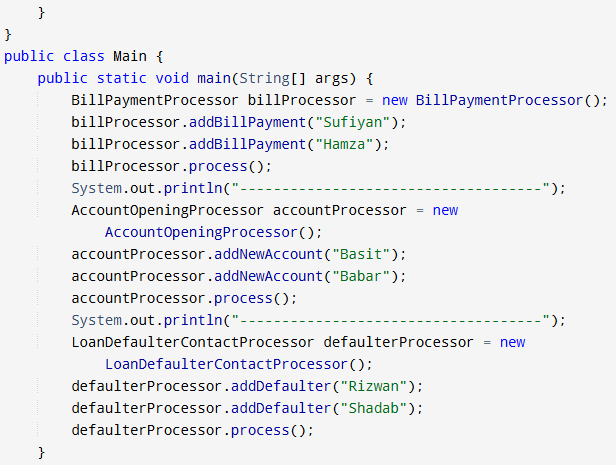 }
}
public class Main {
    public static void main(String[] args) {
        BillPaymentProcessor billProcessor = new BillPaymentProcessor();
        billProcessor.addBillPayment("Sufiyan");
        billProcessor.addBillPayment("Hamza");
        billProcessor.process();
        System.out.println("------------------------------------");
        AccountOpeningProcessor accountProcessor = new
            AccountOpeningProcessor();
        accountProcessor.addNewAccount("Basit");
        accountProcessor.addNewAccount("Babar");
        accountProcessor.process();
        System.out.println("------------------------------------");
        LoanDefaulterContactProcessor defaulterProcessor = new
            LoanDefaulterContactProcessor();
        defaulterProcessor.addDefaulter("Rizwan");
        defaulterProcessor.addDefaulter("Shadab");
        defaulterProcessor.process();
    }